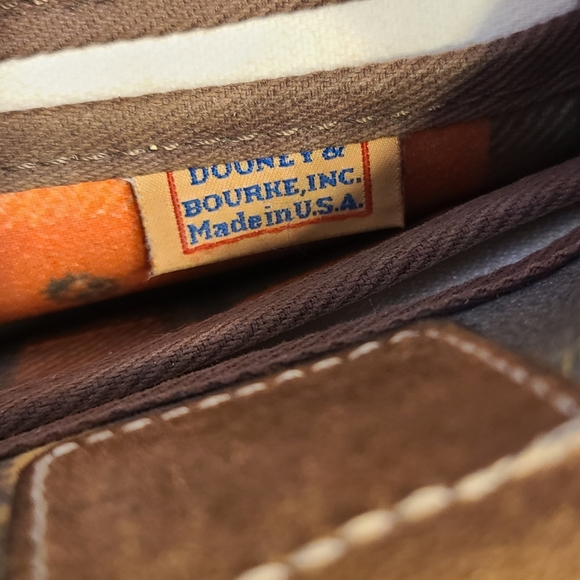 DOONEY &
BOURKE, INC.
Made in U.S.A.